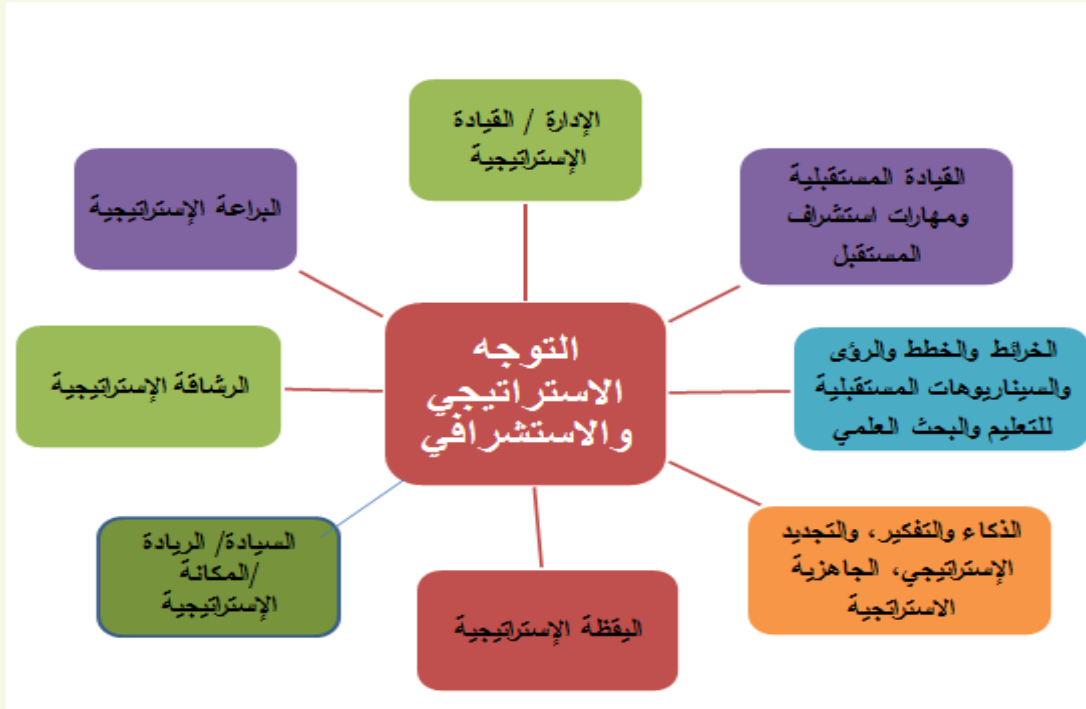 الإدارة / القيادة
الإستراتيجية
القيادة المستقبلية
ومهارات استشراف
المستقبل
الخرائط والخطط والرؤى
والسيناريوهات المستقبلية
للتعليم والبحث العلمي
الذكاء والتفكير، والتجديد
الإستراتيجي، الجاهزية
الاستراتجية
اليقظة الإستراتيجية
السيادة/ الريادة
/المكانة
الإستراتيجية
الرشاقة الإستراتيجية
البراعة الإستراتيجية
التوجه
الاستراتيجي
والاستشرافي